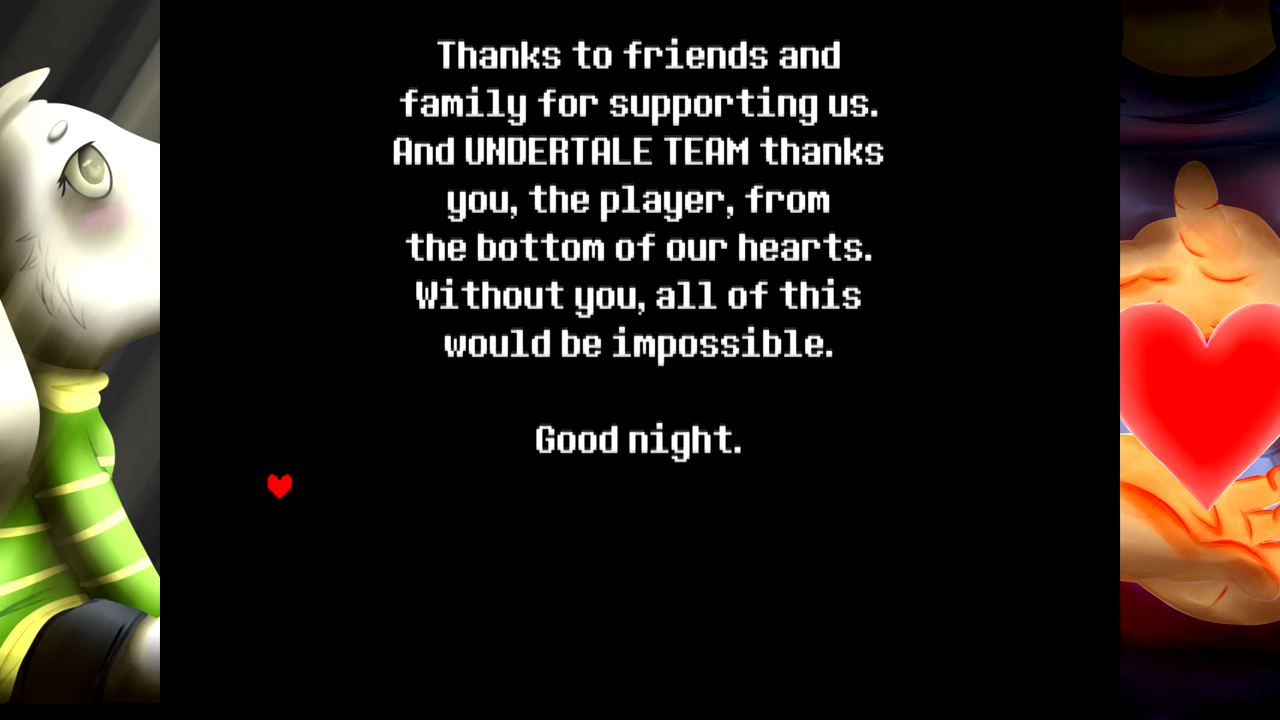 Thanks to friends and
family for supporting us.
And UNDERTALE TEAM thanks
you, the player, from
the bottom of our hearts.
Without you, all of this
would be impossible.
Good night.